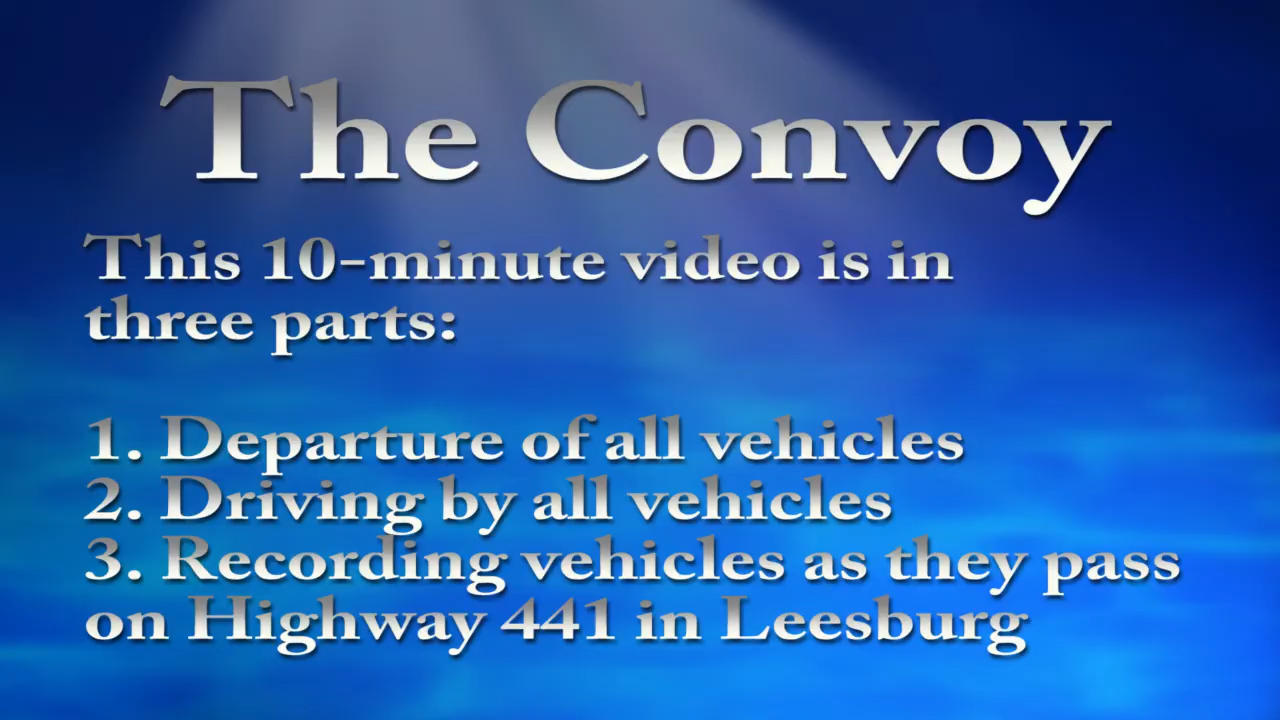 The Convoy
This 10-minute video is in
three parts:
1. Departure of all vehicles
2. Driving by all vehicles
3. Recording vehicles as they pass
on Highway 441 in Leesburg